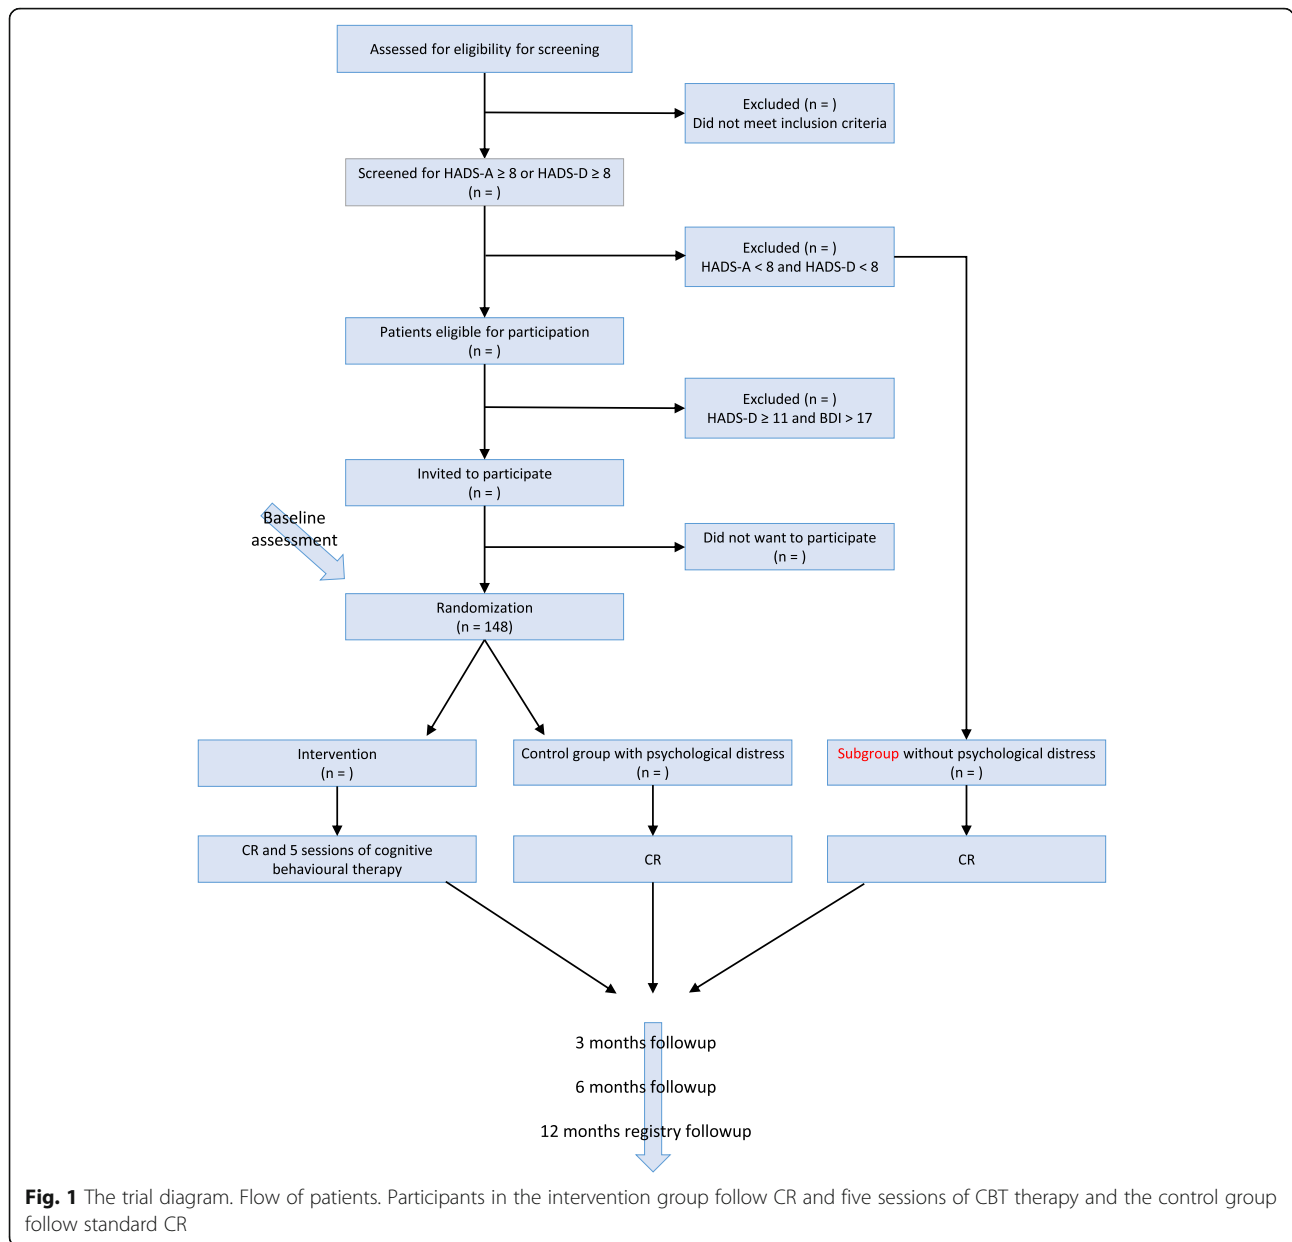 Assessed for eligibility for screening
Excluded (n = )
Did not meet inclusion criteria
Screened for HADS-A ≥ 8 or HADS-D ≥ 8
(n = )
Excluded (n = )
HADS-A < 8 and HADS-D < 8
Patients eligible for participation
(n = )
Excluded (n = )
HADS-D ≥ 11 and BDI > 17
Invited to participate
(n = )
Baseline
assessment
Did not want to participate
(n = )
Randomization
(n = 148)
Intervention
(n = )
Control group with psychological distress
(n = )
Subgroup without psychological distress
(n = )
CR and 5 sessions of cognitive
behavioural therapy
CR
CR
3 months followup
6 months followup
12 months registry followup
Fig. 1 The trial diagram. Flow of patients. Participants in the intervention group follow CR and five sessions of CBT therapy and the control group
follow standard CR